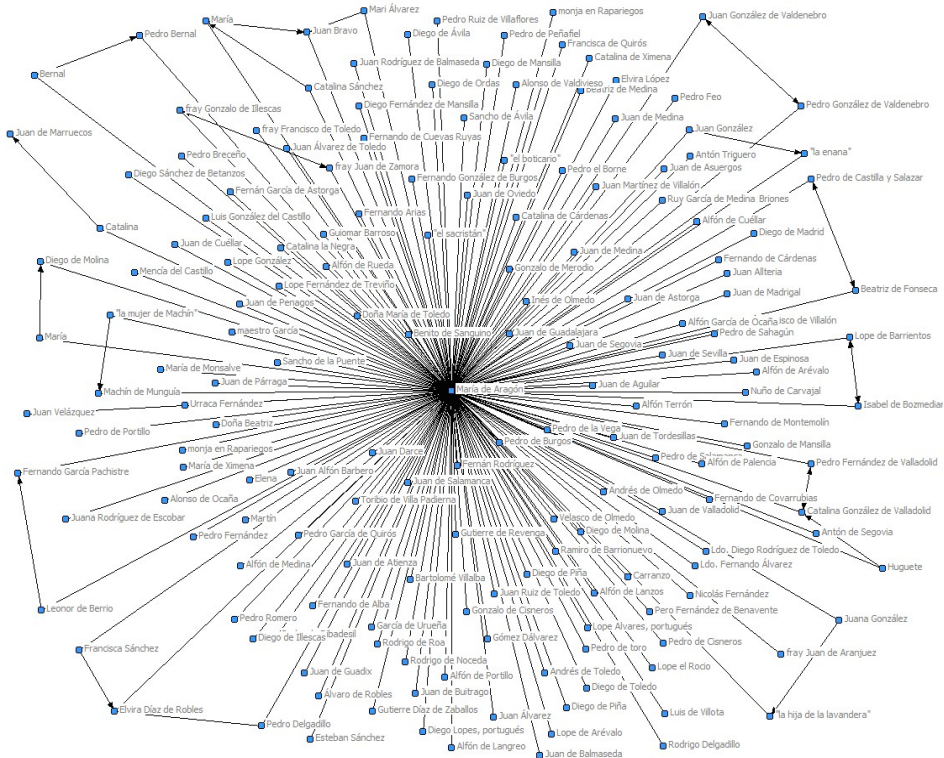 Mari Álvarez
monja en Rapariegos
María
Pedro Ruiz de Villaflores
Juan González de Valdenebro
Juan Bravo
Pedro Bernal
Diego de Ávila
Pedro de Peñafiel
Francisca de Quirós
Catalina de Ximena
Juan Rodríguez de Balmaseda
Diego de Mansilla
Bernal
Catalina Sánchez
Diego de Ordas
Alonso de Valdivieso
Elvira López
Beatriz de Medina
Pedro Feo
Pedro González de Valdenebro
fray Gonzalo de Illescas
Diego Fernández de Mansilla
Sancho de Ávila
Juan de Medina
Juan González
Juan de Marruecos
fray Francisco de Toledo
Fernando de Cuevas Ruyas
Juan Álvarez de Toledo
Pedro Breceño
"el boticario"
Antón Triguero
"la enana"
fray Juan de Zamora
Pedro el Borne
Juan de Asuergos
Diego Sánchez de Betanzos
Fernando González de Burgos
Pedro de Castilla y Salazar
Fernán García de Astorga
Juan de Oviedo
Juan Martínez de Villalón
Ruy García de Medina
Briones
Luis González del Castillo
Fernando Arias
Catalina de Cárdenas
Alfón de Cuéllar
Catalina
Guiomar Barroso
"el sacristán"
Diego de Madrid
Juan de Cuéllar
Catalina la Negra
Juan de Medina
Diego de Molina
Lope González
Alfón de Rueda
Gonzalo de Merodio
Fernando de Cárdenas
Mencía del Castillo
Juan Allteria
Lope Fernández de Treviño
Beatriz de Fonseca
Juan de Penagos
Inés de Olmedo
Juan de Astorga
Juan de Madrigal
"la mujer de Machín"
Doña María de Toledo
Alfón García de Ocaña
isco de Villalón
maestro García
Benito de Sanguino
Juan de Guadalajara
Pedro de Sahagún
María
Juan de Segovia
Lope de Barrientos
Sancho de la Puente
Juan de Sevilla
Juan de Espinosa
María de Monsalve
Alfón de Arévalo
Juan de Párraga
María de Aragón
Juan de Aguilar
Nuño de Carvajal
Machín de Munguía
Urraca Fernández
Alfón Terrón
Isabel de Bozmedian
Juan Velázquez
Doña Beatriz
Fernando de Montemolín
Pedro de Portillo
Pedro de la Vega
Juan de Tordesillas
Pedro de Burgos
Gonzalo de Mansilla
monja en Rapariegos
Juan Darce
María de Ximena
Fernán Rodríguez
Alfón de Palencia
Pedro Fernández de Valladolid
Fernando García Pachistre
Elena
Juan Alfón Barbero
Juan de Salamanca
Andrés de Olmedo
Alonso de Ocaña
Toribio de Villa Padierna
Fernando de Covarrubias
Juan de Valladolid
Catalina González de Valladolid
Juana Rodríguez de Escobar
Martín
Velasco de Olmedo
Pedro Fernández
Pedro García de Quirós
Gutierre de Revenga
Diego de Molina
Antón de Segovia
Ramiro de Barrionuevo
Ldo. Diego Rodríguez de Toledo
Alfón de Medina
Juan de Atienza
Ldo. Fernando Álvarez
Huguete
Bartolomé Villalba
Diego de Piña
Carranzo
Juan Ruiz de Toledo
Alfón de Lanzos
Nicolás Fernández
Leonor de Berrio
Fernando de Alba
Gonzalo de Cisneros
Pero Fernández de Benavente
Pedro Romero
García de Urueña
Lope Alvares, portugués
Juana González
Diego de Illescas
ibadesil
Rodrigo de Roa
Gómez Dálvarez
Pedro de toro
Pedro de Cisneros
Francisca Sánchez
Rodrigo de Noceda
fray Juan de Aranjuez
Juan de Guadix
Alfón de Portillo
Andrés de Toledo
Lope el Rocio
Álvaro de Robles
Juan de Buitrago
Diego de Toledo
Elvira Díaz de Robles
Gutierre Díaz de Zaballos
Diego de Piña
Juan Álvarez
Luis de Villota
"la hija de la lavandera"
Pedro Delgadillo
Diego Lopes, portugués
Lope de Arévalo
Esteban Sánchez
Alfón de Langreo
Juan de Balmaseda
Rodrigo Delgadillo